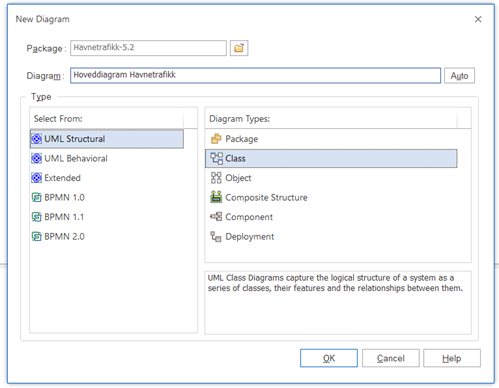 New Diagram
Package: Havnetrafikk-5.2
Diagram: Hoveddiagram Havnetrafikk Auto
Type
Select From:
UML Structural
UML Behavioral
Extended
BPMN 1.0
BPMN 1.1
BPMN 2.0
Diagram Types:
Package
Class
Object
Composite Structure
Component
Deployment
UML Class Diagrams capture the logical structure of a system as a
series of classes, their features and the relationships between them.
OK Cancel Help